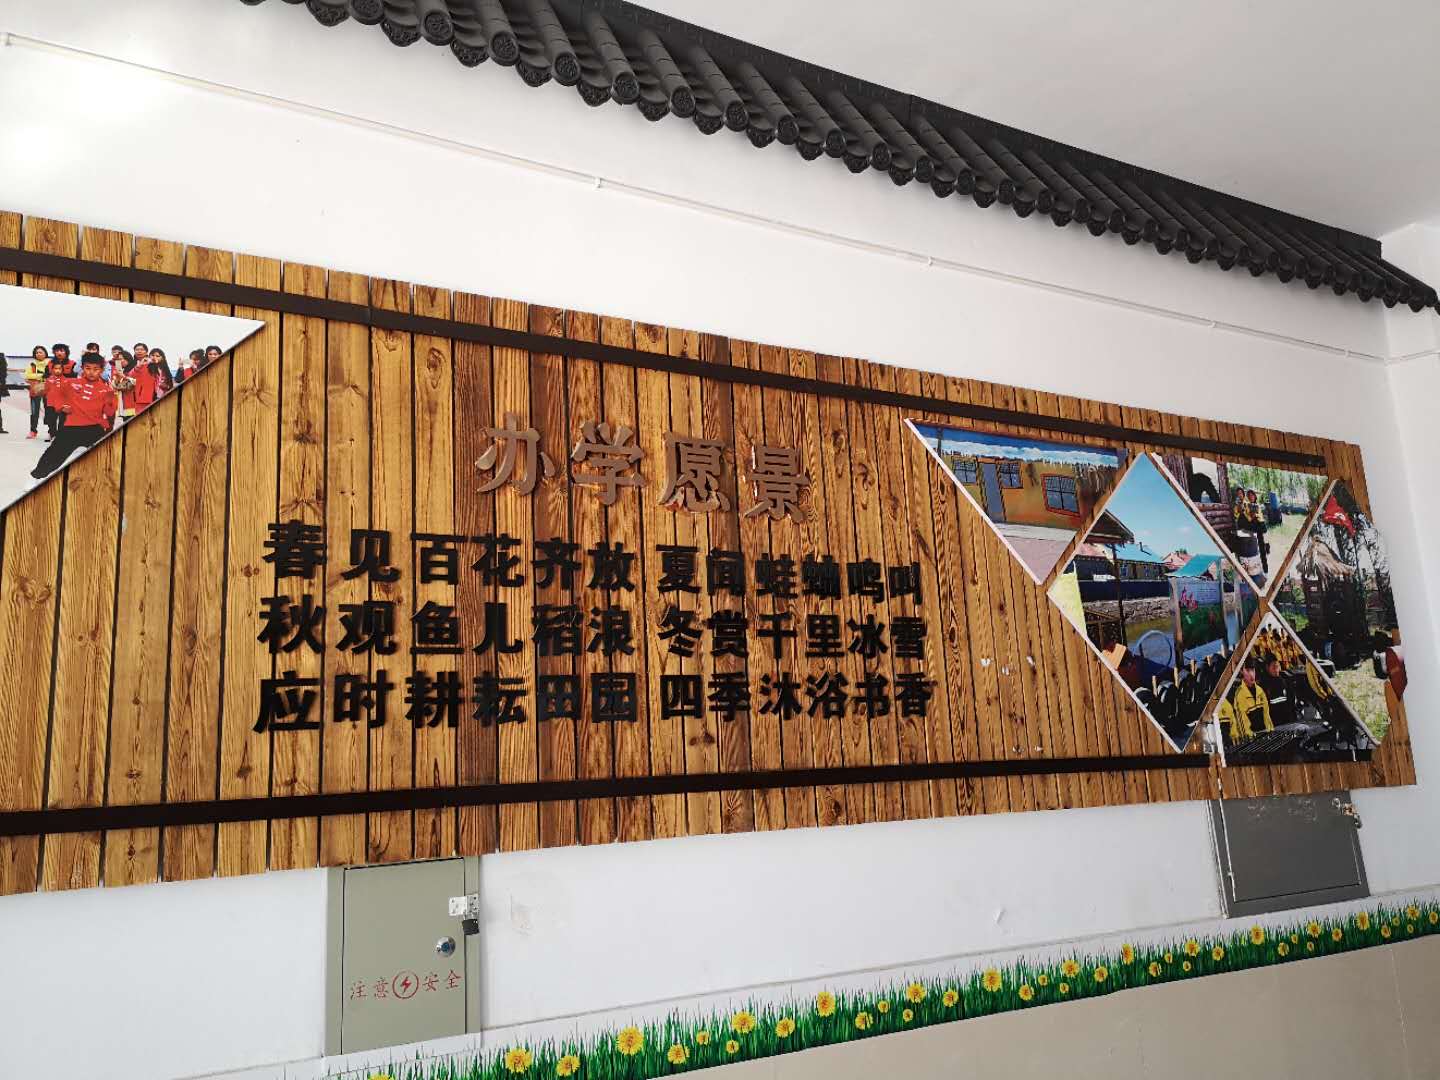 办学愿景
春见百花齐放 夏闻蛙蛐鸣叫
秋观鱼儿稻浪 冬赏千里冰雪
应时耕耘田园 四季沐浴书香
注意安全